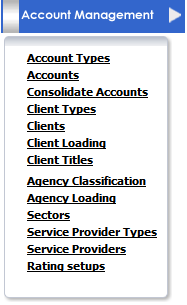 Account Management
Account Types
Accounts
Consolidate Accounts
Client Types
Clients
Client Loading
Client Titles
Agency Classification
Agency Loading
Sectors
Service Provider Types
Service Providers
Rating setups